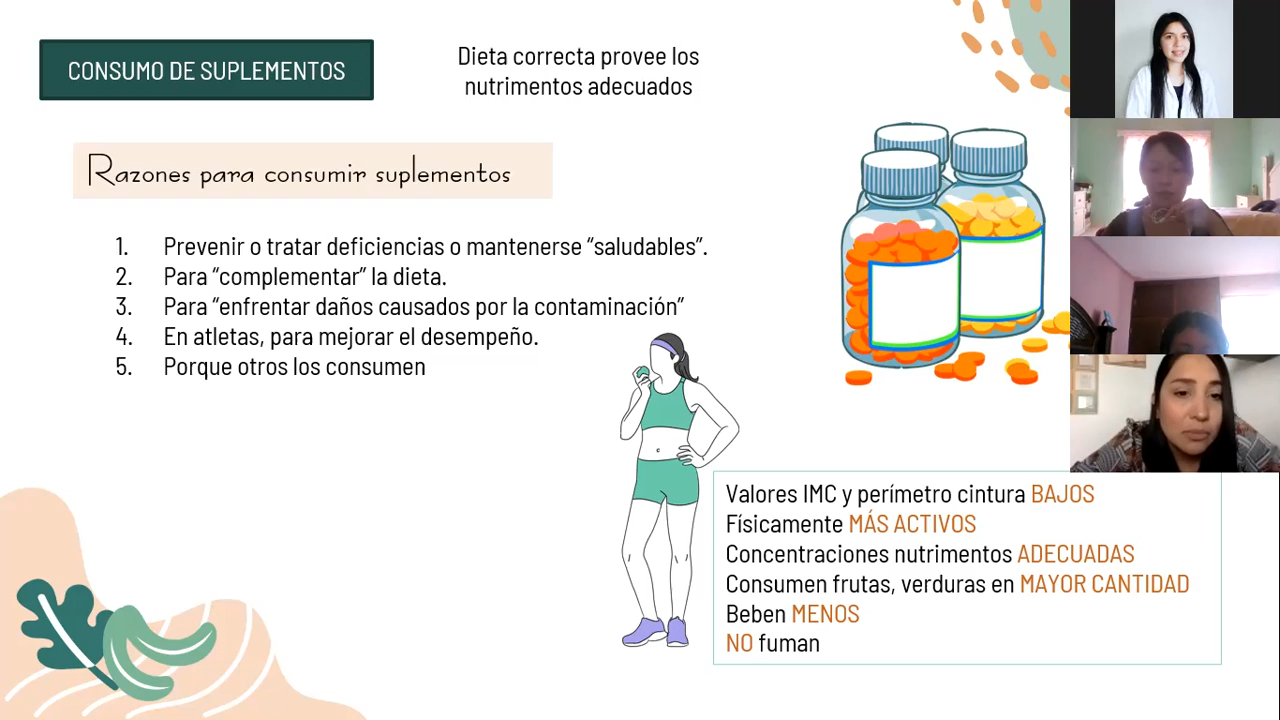 CONSUMO DE SUPLEMENTOS
Dieta correcta provee los
nutrimentos adecuados
Razones para consumir suplementos
1. Prevenir o tratar deficiencias o mantenerse “saludables”.
2. Para “complementar” la dieta.
3. Para “enfrentar daños causados por la contaminación”
4. En atletas, para mejorar el desempeño.
5. Porque otros los consumen
Valores IMC y perímetro cintura BAJOS
Físicamente MÁS ACTIVOS
Concentraciones nutrimentos ADECUADAS
Consumen frutas, verduras en MAYOR CANTIDAD
Beben MENOS
NO fuman